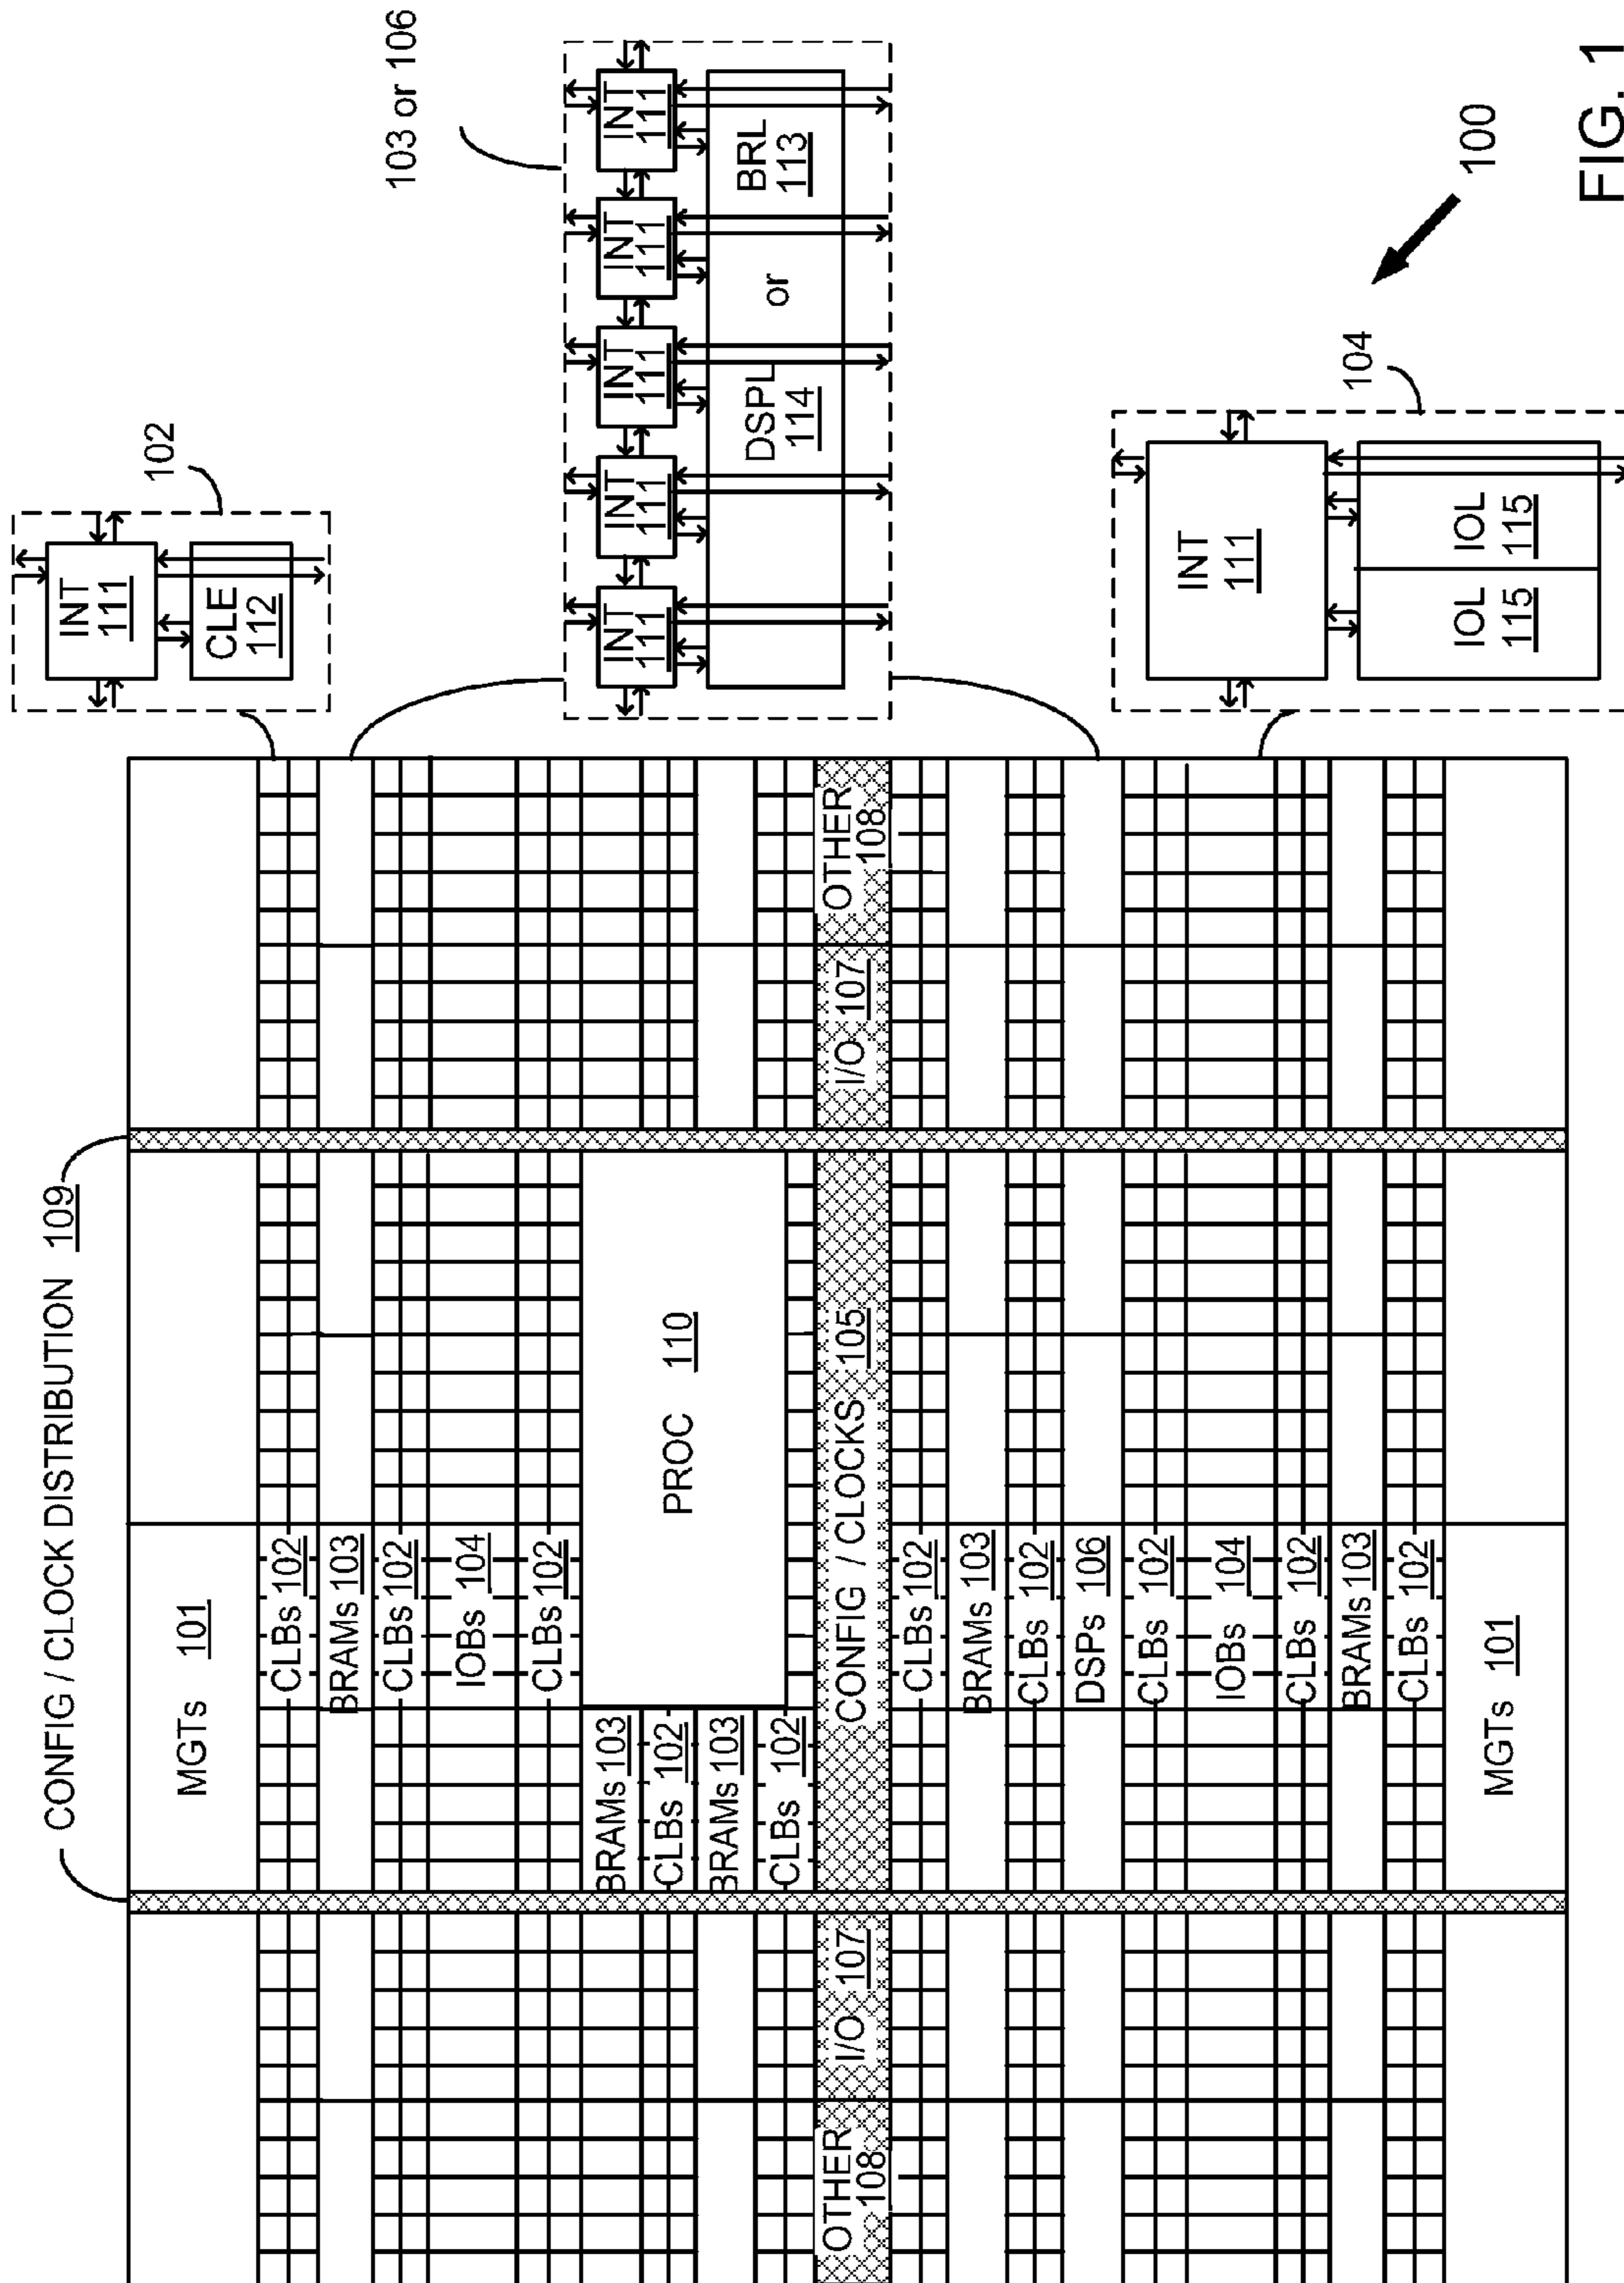 CONFIG / CLOCK DISTRIBUTION 109
MGTs 101
CLBs 102
BRAMs 103
CLBs 102
IOBs 104
CLBs 102
BRAMs 103
CLBs 102
BRAMs 103
CLBs 102
PROC 110
OTHER
108
I/O 107
CONFIG / CLOCKS 105
I/O 107
OTHER
108
CLBs 102
BRAMs 103
CLBs 102
DSPs 106
CLBs 102
IOBs 104
CLBs 102
BRAMs 103
CLBs 102
MGTs 101
102
INT
111
CLE
112
103 or 106
INT
111
INT
111
INT
111
INT
111
INT
111
DSPL
114
or
BRL
113
104
INT
111
IOL
115
IOL
115
100
FIG. 1